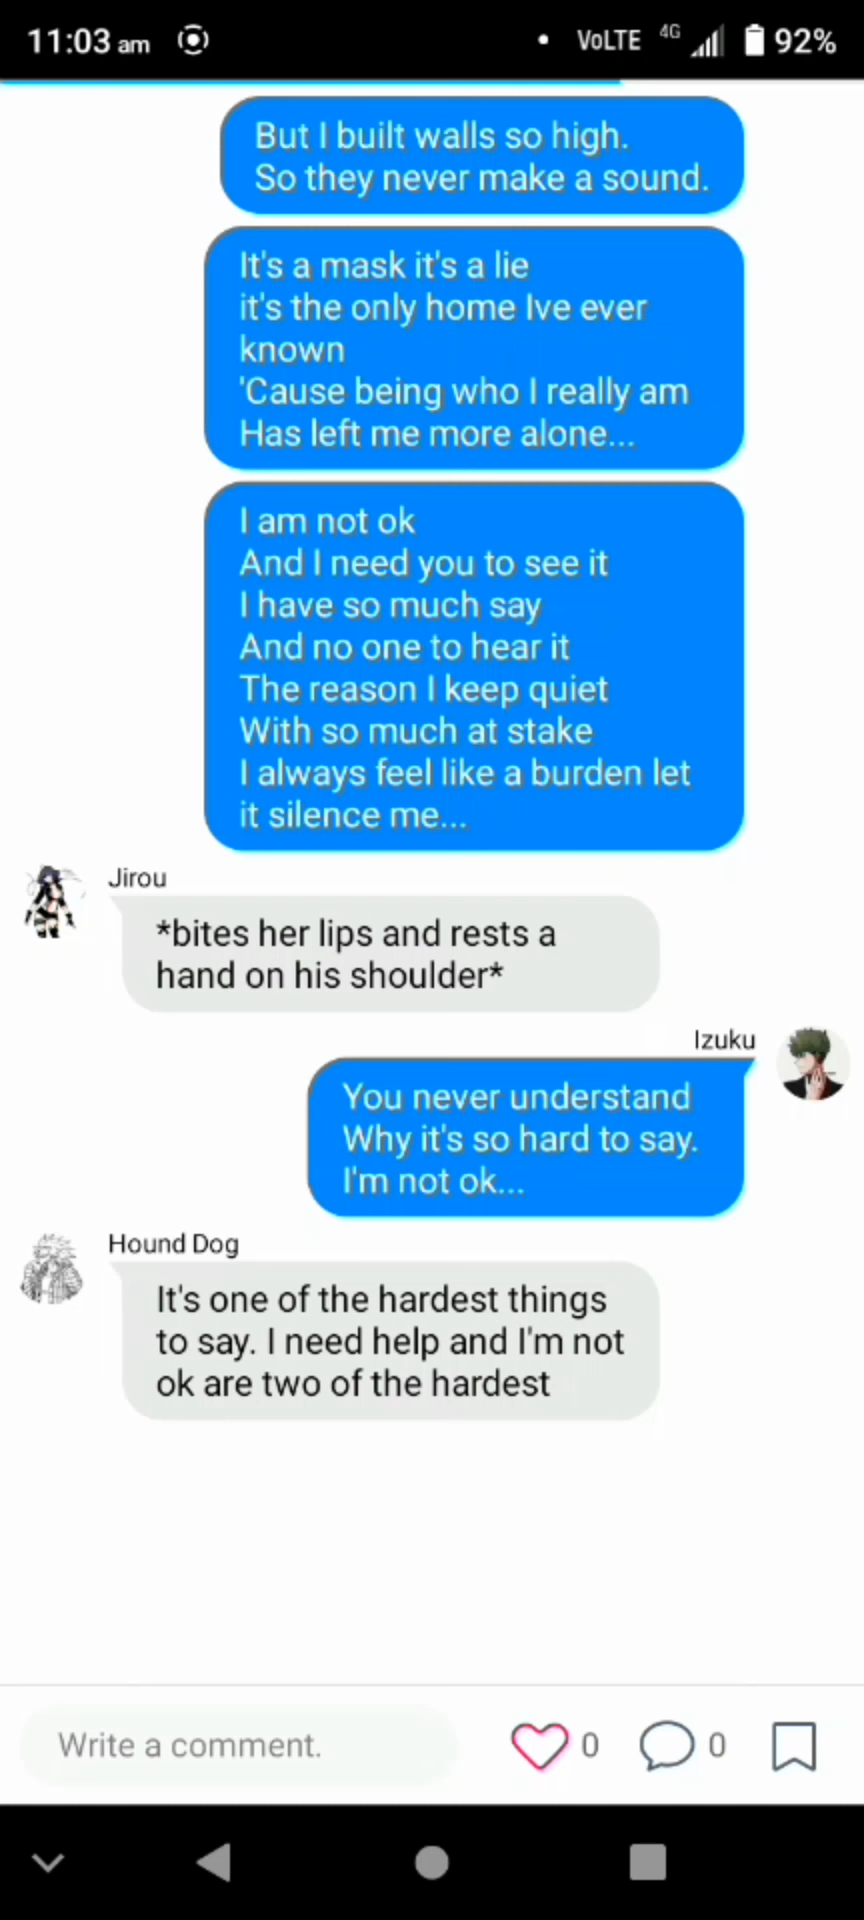 11:03 am
VoLTE 4G 92%
But I built walls so high.
So they never make a sound.
It's a mask it's a lie
it's the only home Ive ever
known
'Cause being who I really am
Has left me more alone...
I am not ok
And I need you to see it
I have so much say
And no one to hear it
The reason I keep quiet
With so much at stake
I always feel like a burden let
it silence me...
Jirou
*bites her lips and rests a
hand on his shoulder*
Izuku
You never understand
Why it's so hard to say.
I'm not ok...
Hound Dog
It's one of the hardest things
to say. I need help and I'm not
ok are two of the hardest
Write a comment.
0
0